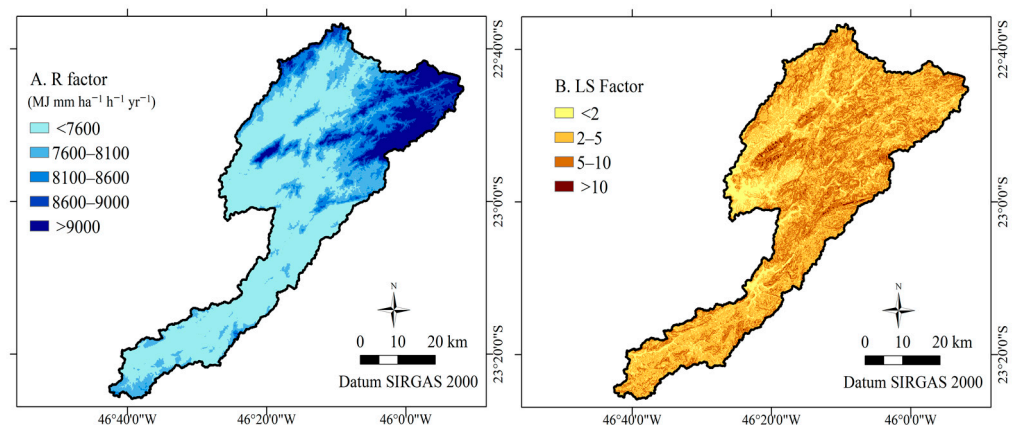 A. R factor
(MJ mm ha⁻¹ h⁻¹ yr⁻¹)
<7600
7600–8100
8100–8600
8600–9000
>9000
N
0 10 20 km
Datum SIRGAS 2000
22°40'0"S
23°0'0"S
23°20'0"S
46°40'0"W
46°20'0"W
46°0'0"W
B. LS Factor
<2
2–5
5–10
>10
N
0 10 20 km
Datum SIRGAS 2000
22°40'0"S
23°0'0"S
23°20'0"S
46°40'0"W
46°20'0"W
46°0'0"W